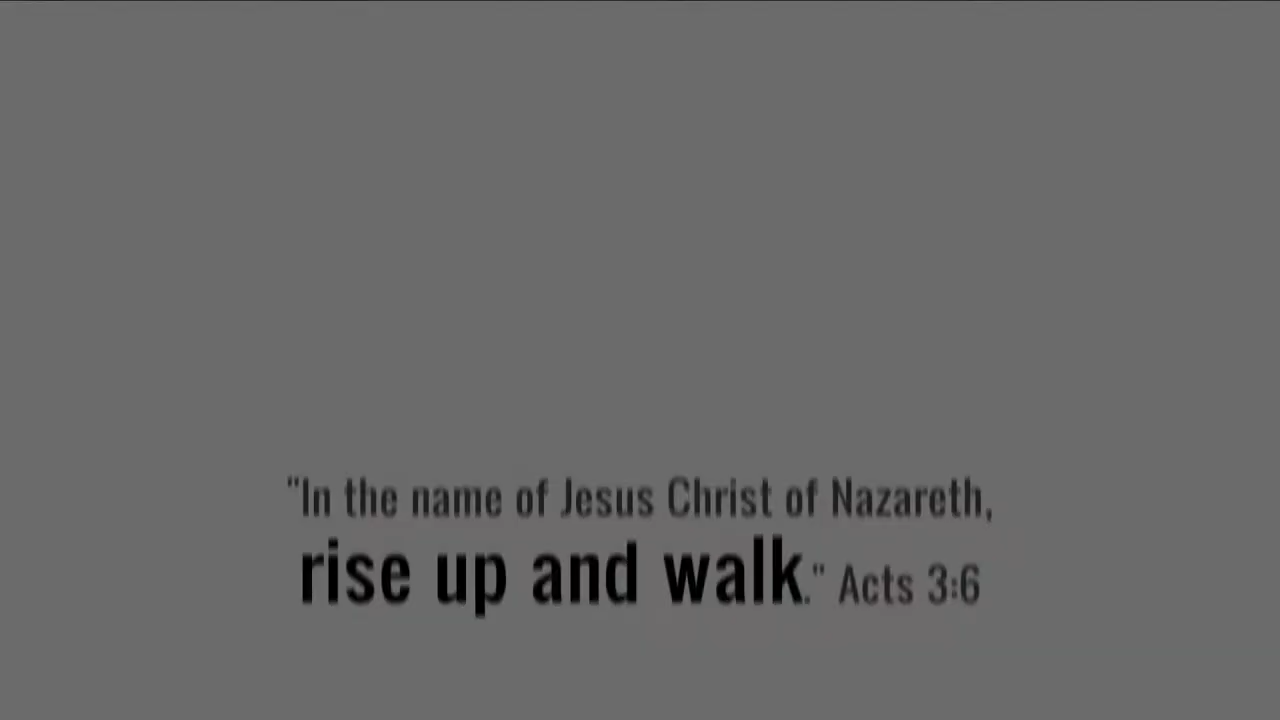 "In the name of Jesus Christ of Nazareth,
rise up and walk." Acts 3:6